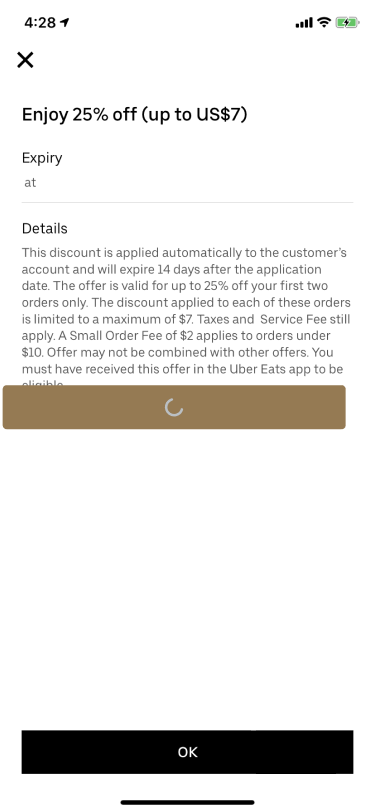 4:28
Enjoy 25% off (up to US$7)
Expiry
at
Details
This discount is applied automatically to the customer's
account and will expire 14 days after the application
date. The offer is valid for up to 25% off your first two
orders only. The discount applied to each of these orders
is limited to a maximum of $7. Taxes and  Service Fee still
apply. A Small Order Fee of $2 applies to orders under
$10. Offer may not be combined with other offers. You
must have received this offer in the Uber Eats app to be
eligible.
OK